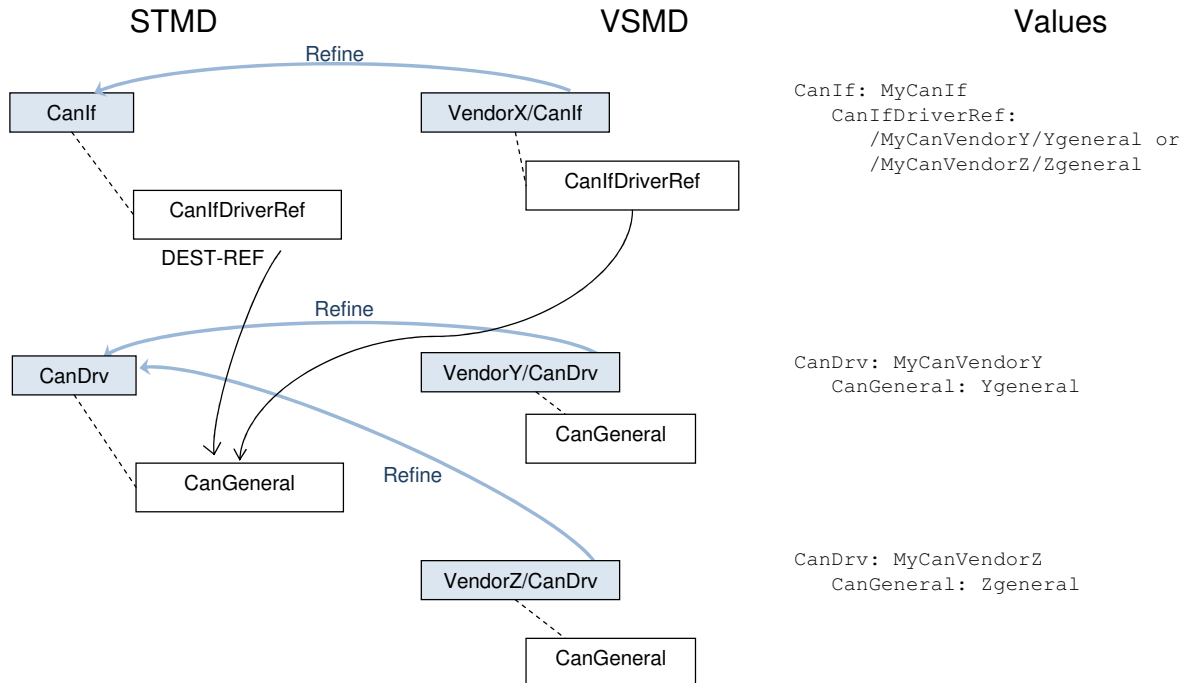 STMD
VSMD
Values
Refine
CanIf
VendorX/CanIf
CanIf: MyCanIf
CanIfDriverRef:
/MyCanVendorY/Ygeneral or
/MyCanVendorZ/Zgeneral
CanIfDriverRef
CanIfDriverRef
DEST-REF
Refine
CanDrv
VendorY/CanDrv
CanDrv: MyCanVendorY
CanGeneral: Ygeneral
CanGeneral
CanGeneral
Refine
VendorZ/CanDrv
CanDrv: MyCanVendorZ
CanGeneral: Zgeneral
CanGeneral